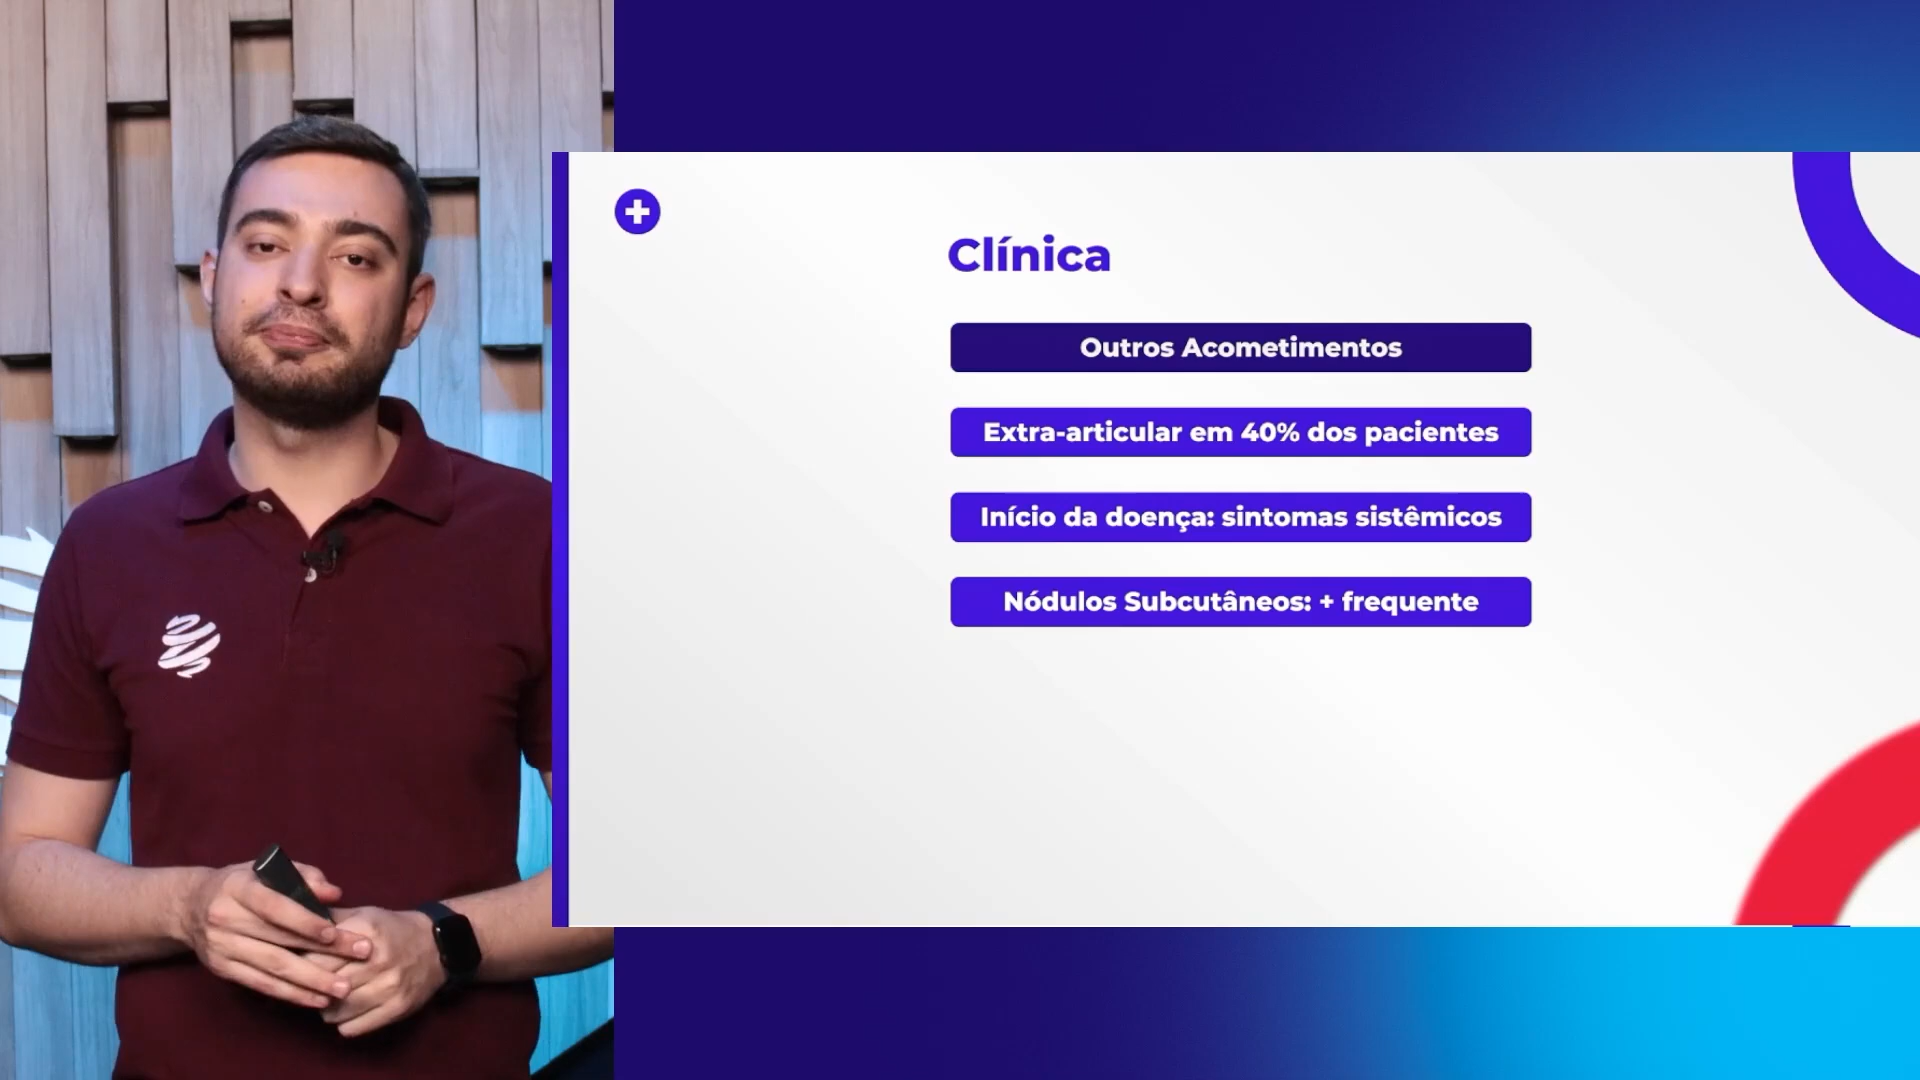 Clínica
Outros Acometimentos
Extra-articular em 40% dos pacientes
Início da doença: sintomas sistêmicos
Nódulos Subcutâneos: + frequente